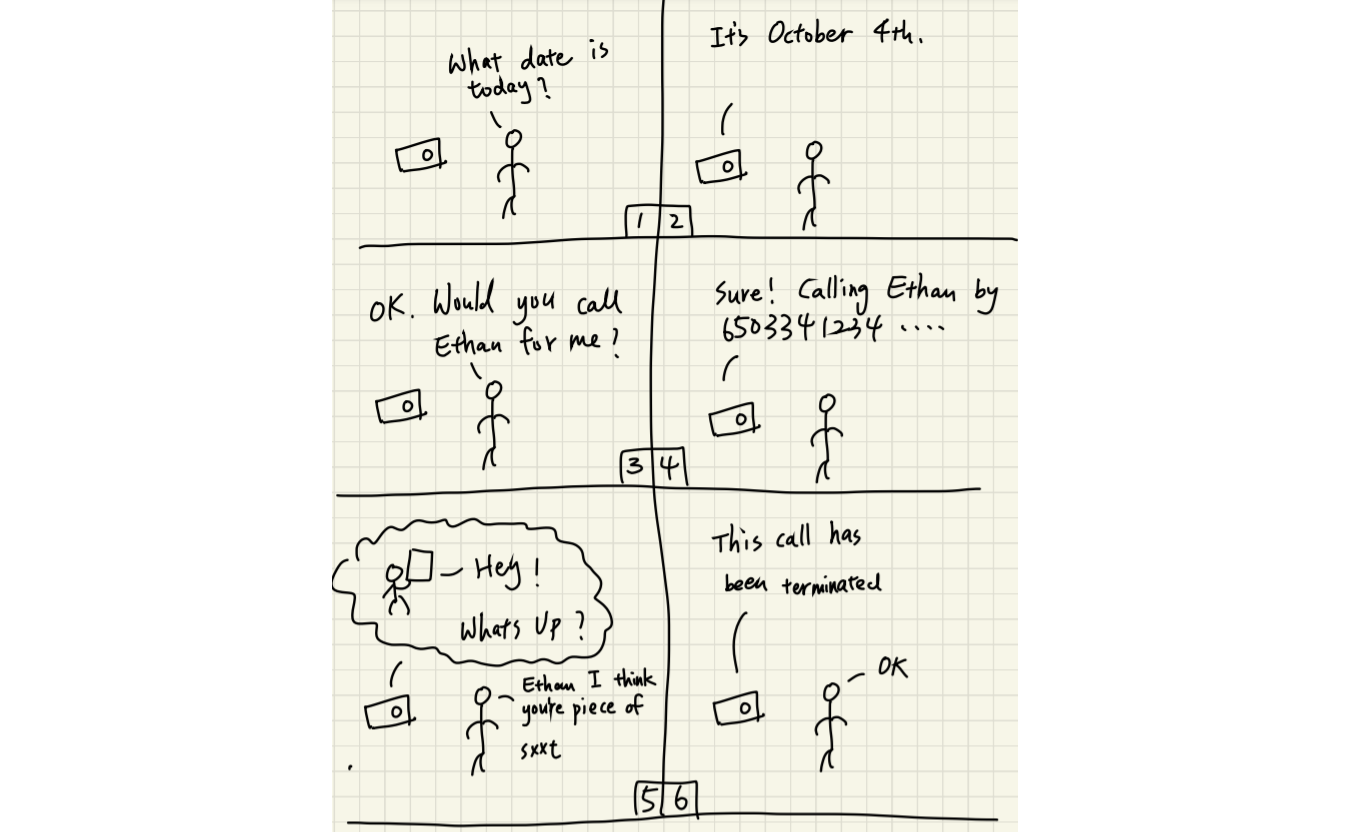 What date is
today?
It's October 4th.
1
2
OK. Would you call
Ethan for me?
Sure! Calling Ethan by
6503341234 ....
3
4
Hey!
Whats Up?
Ethan I think
you're piece of
sxxt
This call has
been terminated
OK
5
6